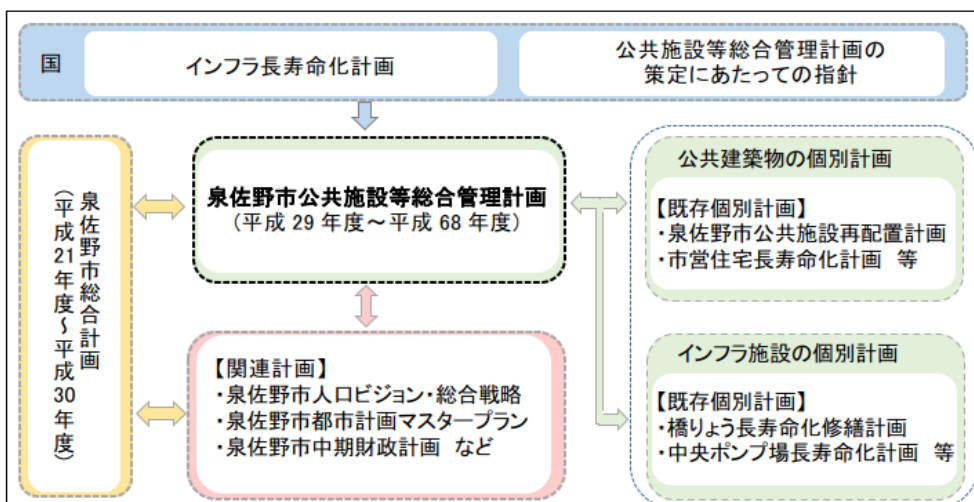 国
インフラ長寿命化計画
公共施設等総合管理計画の
策定にあたっての指針
泉佐野市総合計画
（平成21年度～平成30年度）
泉佐野市公共施設等総合管理計画
（平成 29 年度～平成 68 年度）
【関連計画】
・泉佐野市人口ビジョン・総合戦略
・泉佐野市都市計画マスタープラン
・泉佐野市中期財政計画 など
公共建築物の個別計画
【既存個別計画】
・泉佐野市公共施設再配置計画
・市営住宅長寿命化計画 等
インフラ施設の個別計画
【既存個別計画】
・橋りょう長寿命化修繕計画
・中央ポンプ場長寿命化計画 等